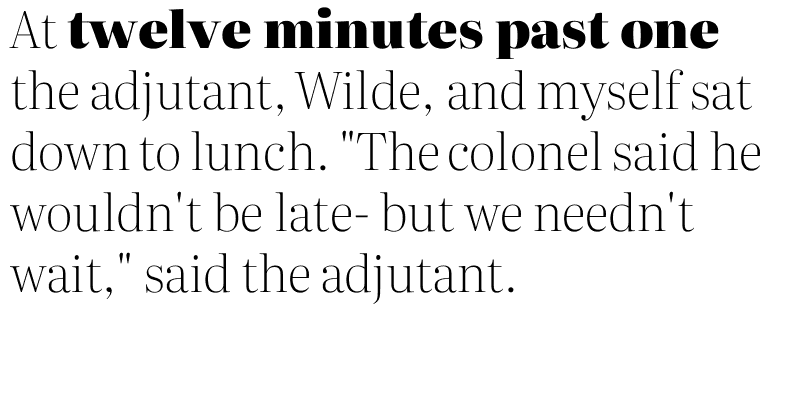 At twelve minutes past one
the adjutant, Wilde, and myself sat
down to lunch. "The colonel said he
wouldn't be late- but we needn't
wait," said the adjutant.